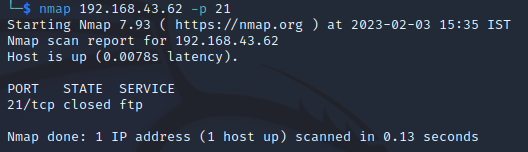 └─$ nmap 192.168.43.62 -p 21
Starting Nmap 7.93 ( https://nmap.org ) at 2023-02-03 15:35 IST
Nmap scan report for 192.168.43.62
Host is up (0.0078s latency).

PORT   STATE  SERVICE
21/tcp closed ftp

Nmap done: 1 IP address (1 host up) scanned in 0.13 seconds